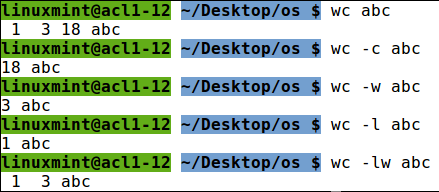 linuxmint@acl1-12 ~/Desktop/os $ wc abc
 1  3 18 abc
linuxmint@acl1-12 ~/Desktop/os $ wc -c abc
18 abc
linuxmint@acl1-12 ~/Desktop/os $ wc -w abc
3 abc
linuxmint@acl1-12 ~/Desktop/os $ wc -l abc
1 abc
linuxmint@acl1-12 ~/Desktop/os $ wc -lw abc
 1  3 abc